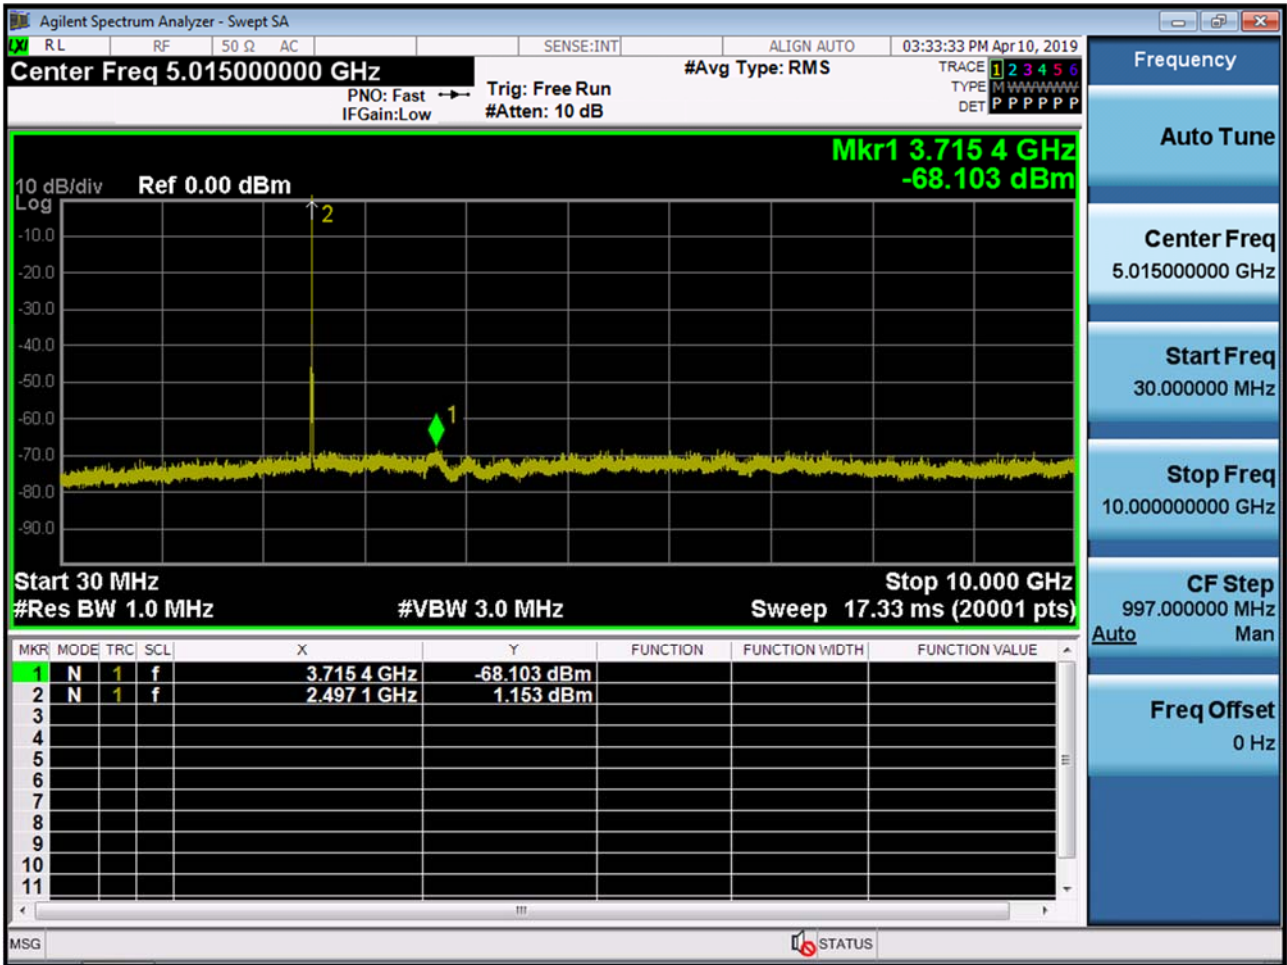 Agilent Spectrum Analyzer - Swept SA
LXI RL RF 50 Ω AC SENSE:INT ALIGN AUTO 03:33:33 PM Apr 10, 2019
Center Freq 5.015000000 GHz
PNO: Fast
IFGain:Low
Trig: Free Run
#Atten: 10 dB
#Avg Type: RMS
TRACE 1 2 3 4 5 6
TYPE M W W W W W
DET P P P P P P
Mkr1 3.715 4 GHz
-68.103 dBm
10 dB/div Ref 0.00 dBm
Log
2
-10.0
-20.0
-30.0
-40.0
-50.0
1
-60.0
-70.0
-80.0
-90.0
Start 30 MHz Stop 10.000 GHz
#Res BW 1.0 MHz #VBW 3.0 MHz Sweep 17.33 ms (20001 pts)
MKR MODE TRC SCL X Y FUNCTION FUNCTION WIDTH FUNCTION VALUE
1 N 1 f 3.715 4 GHz -68.103 dBm
2 N 1 f 2.497 1 GHz 1.153 dBm
3
4
5
6
7
8
9
10
11
MSG STATUS
Frequency
Auto Tune
Center Freq
5.015000000 GHz
Start Freq
30.000000 MHz
Stop Freq
10.000000000 GHz
CF Step
997.000000 MHz
Auto Man
Freq Offset
0 Hz